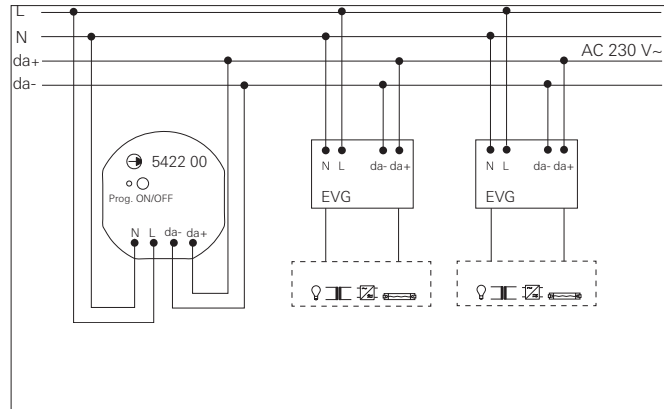 L
N
da+
AC 230 V~
da-
5422 00
Prog. ON/OFF
N L da- da+
N L da- da+
EVG
N L da- da+
EVG